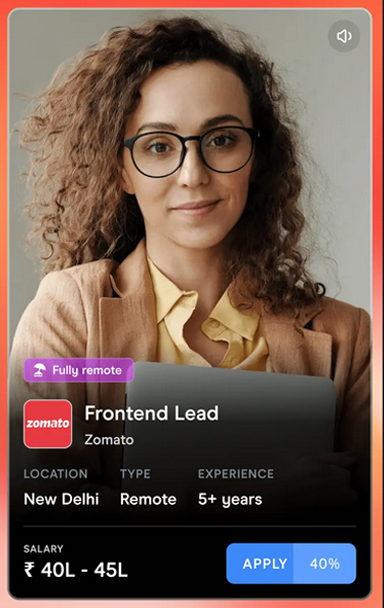 Fully remote
zomato
Frontend Lead
Zomato
LOCATION TYPE EXPERIENCE
New Delhi Remote 5+ years
SALARY
₹ 40L - 45L
APPLY 40%